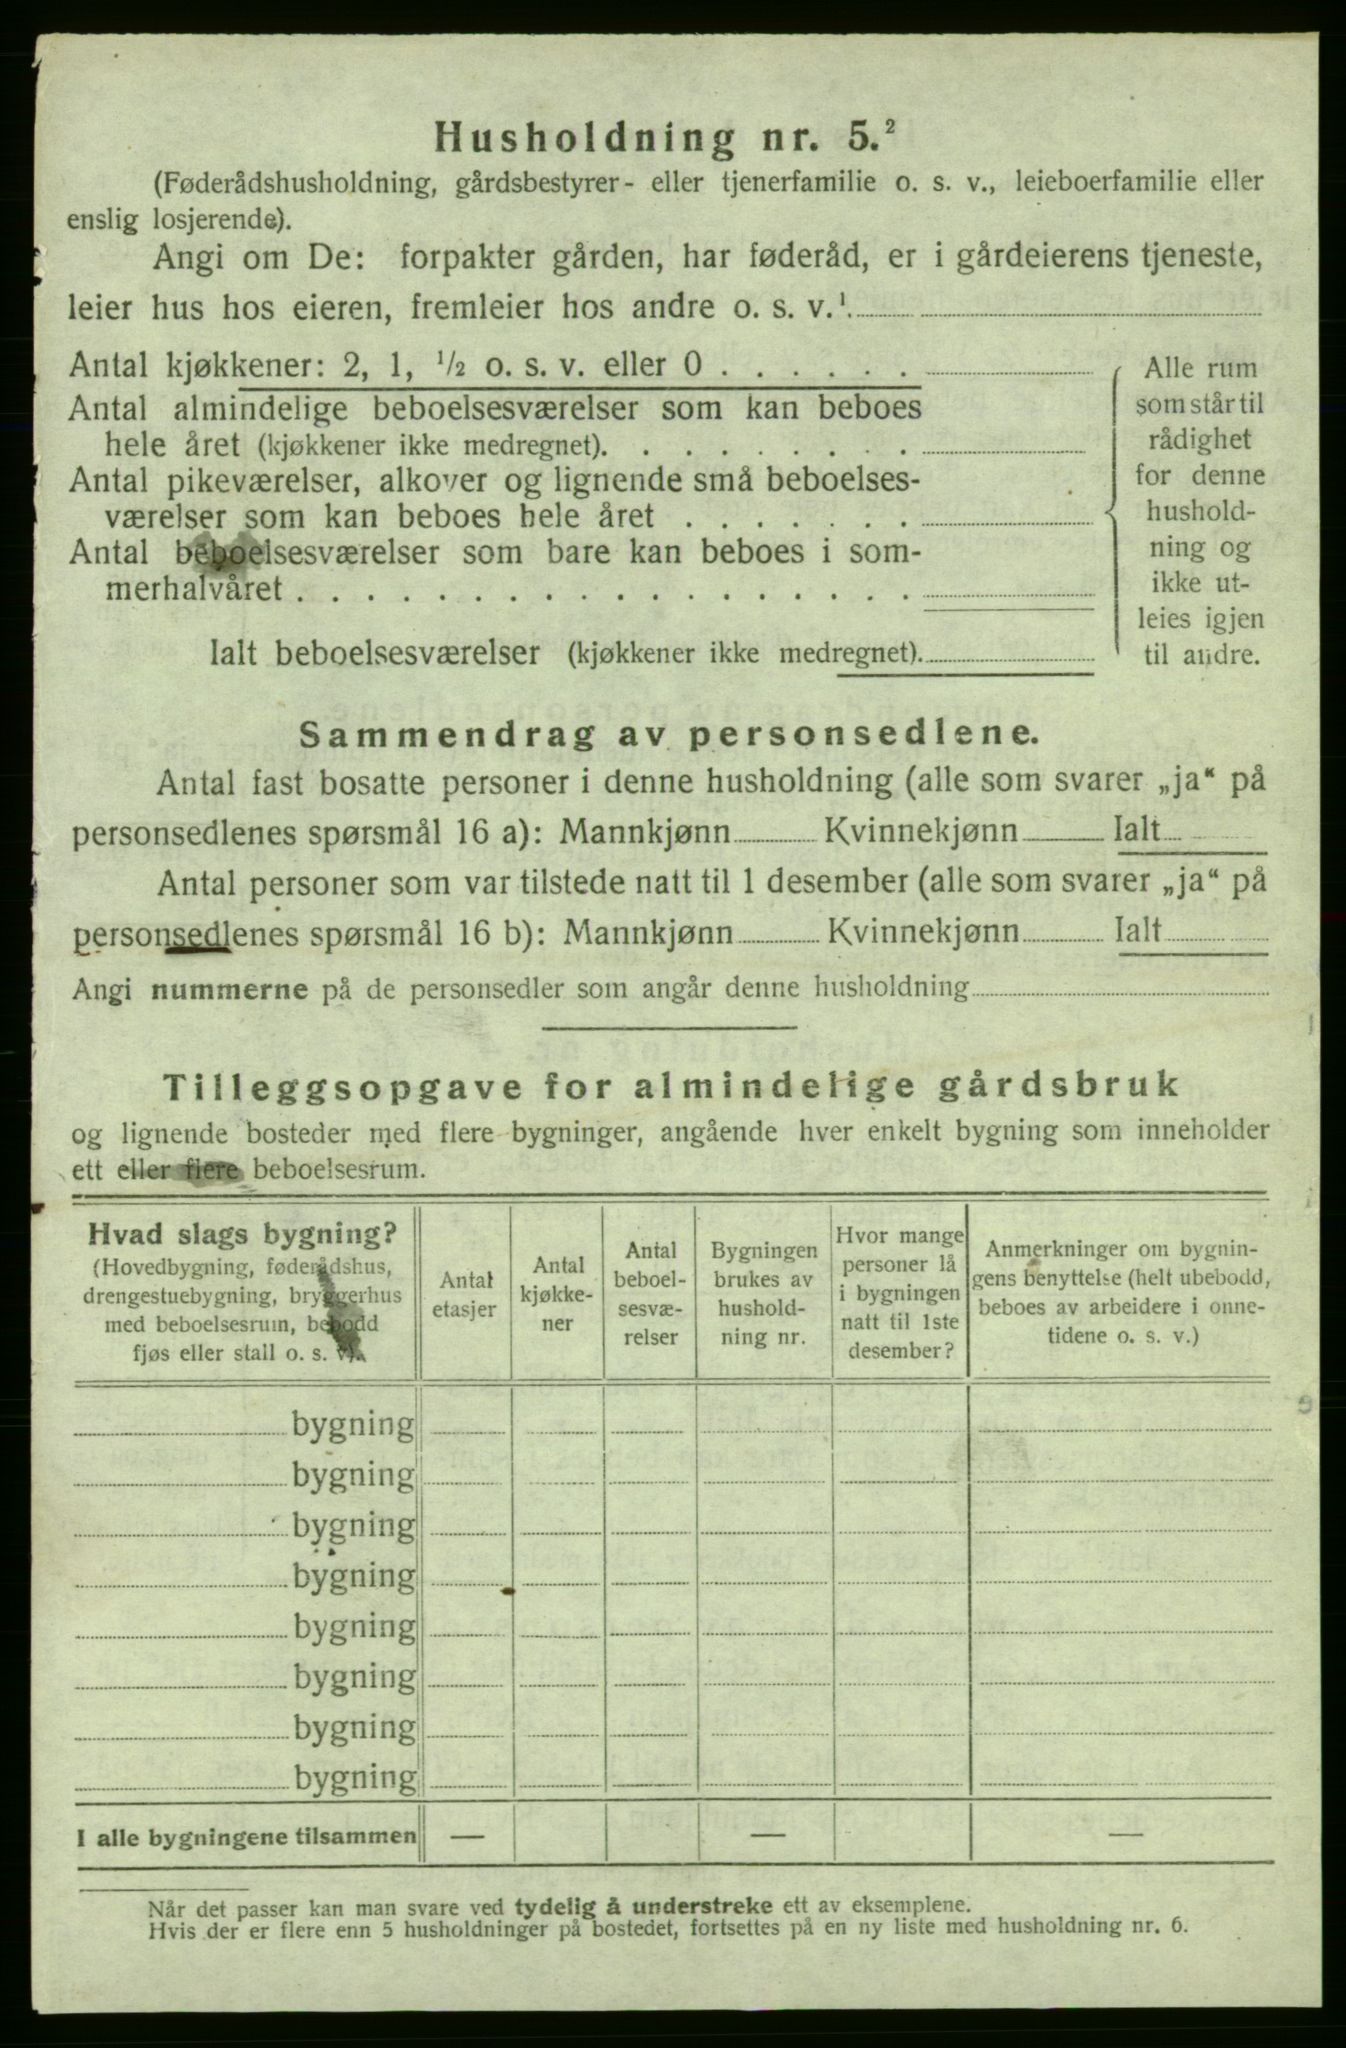 Husholdning nr. 5.²
(Føderådshusholdning, gårdsbestyrer- eller tjenerfamilie o. s. v., leieboerfamilie eller
enslig losjerende).
Angi om De: forpakter gården, har føderåd, er i gårdeierens tjeneste,
leier hus hos eieren, fremleier hos andre o. s. v.¹
Antal kjøkkener: 2, 1, ½ o. s. v. eller 0 . . . . . .
Antal almindelige beboelsesværelser som kan beboes
hele året (kjøkkener ikke medregnet). . . . . . . . .
Antal pikeværelser, alkover og lignende små beboelses-
værelser som kan beboes hele året . . . . . . .
Antal beboelsesværelser som bare kan beboes i som-
merhalvåret . . . . . . . . . . . . . . . . . .
Ialt beboelsesværelser (kjøkkener ikke medregnet).
Alle rum
som står til
rådighet
for denne
hushold-
ning og
ikke ut-
leies igjen
til andre.
Sammendrag av personsedlene.
Antal fast bosatte personer i denne husholdning (alle som svarer „ja“ på
personsedlenes spørsmål 16 a): Mannkjønn Kvinnekjønn Ialt
Antal personer som var tilstede natt til 1 desember (alle som svarer „ja“ på
personsedlenes spørsmål 16 b): Mannkjønn Kvinnekjønn Ialt
Angi nummerne på de personsedler som angår denne husholdning
Tilleggsopgave for almindelige gårdsbruk
og lignende bosteder med flere bygninger, angående hver enkelt bygning som inneholder
ett eller flere beboelsesrum.
Hvad slags bygning?
(Hovedbygning, føderådshus,
drengestuebygning, bryggerhus
med beboelsesrum, bebodd
fjøs eller stall o. s. v).
Antal
etasjer
Antal
kjøkke-
ner
Antal
beboel-
sesvæ-
relser
Bygningen
brukes av
hushold-
ning nr.
Hvor mange
personer lå
i bygningen
natt til 1ste
desember?
Anmerkninger om bygnin-
gens benyttelse (helt ubebodd,
beboes av arbeidere i onne-
tidene o. s. v.)
bygning
bygning
bygning
bygning
bygning
bygning
bygning
bygning
I alle bygningene tilsammen — — —
Når det passer kan man svare ved tydelig å understreke ett av eksemplene.
Hvis der er flere enn 5 husholdninger på bostedet, fortsettes på en ny liste med husholdning nr. 6.